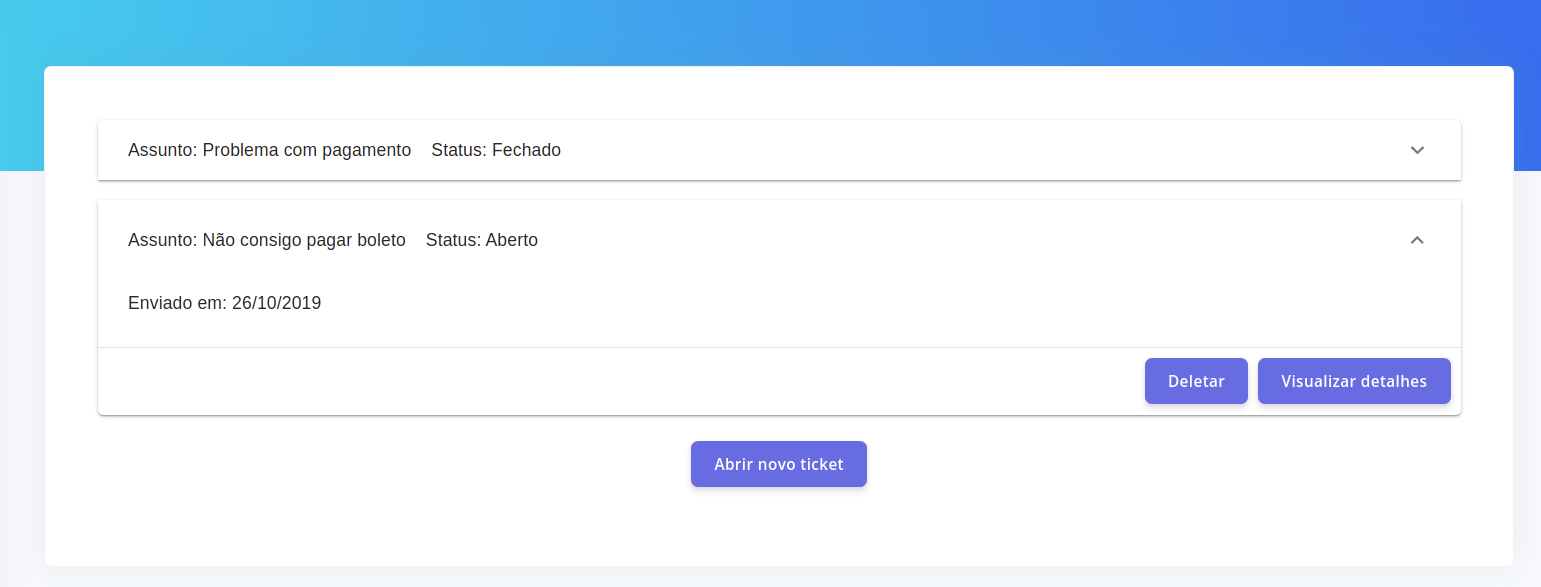 Assunto: Problema com pagamento Status: Fechado
Assunto: Não consigo pagar boleto Status: Aberto
Enviado em: 26/10/2019
Deletar Visualizar detalhes
Abrir novo ticket